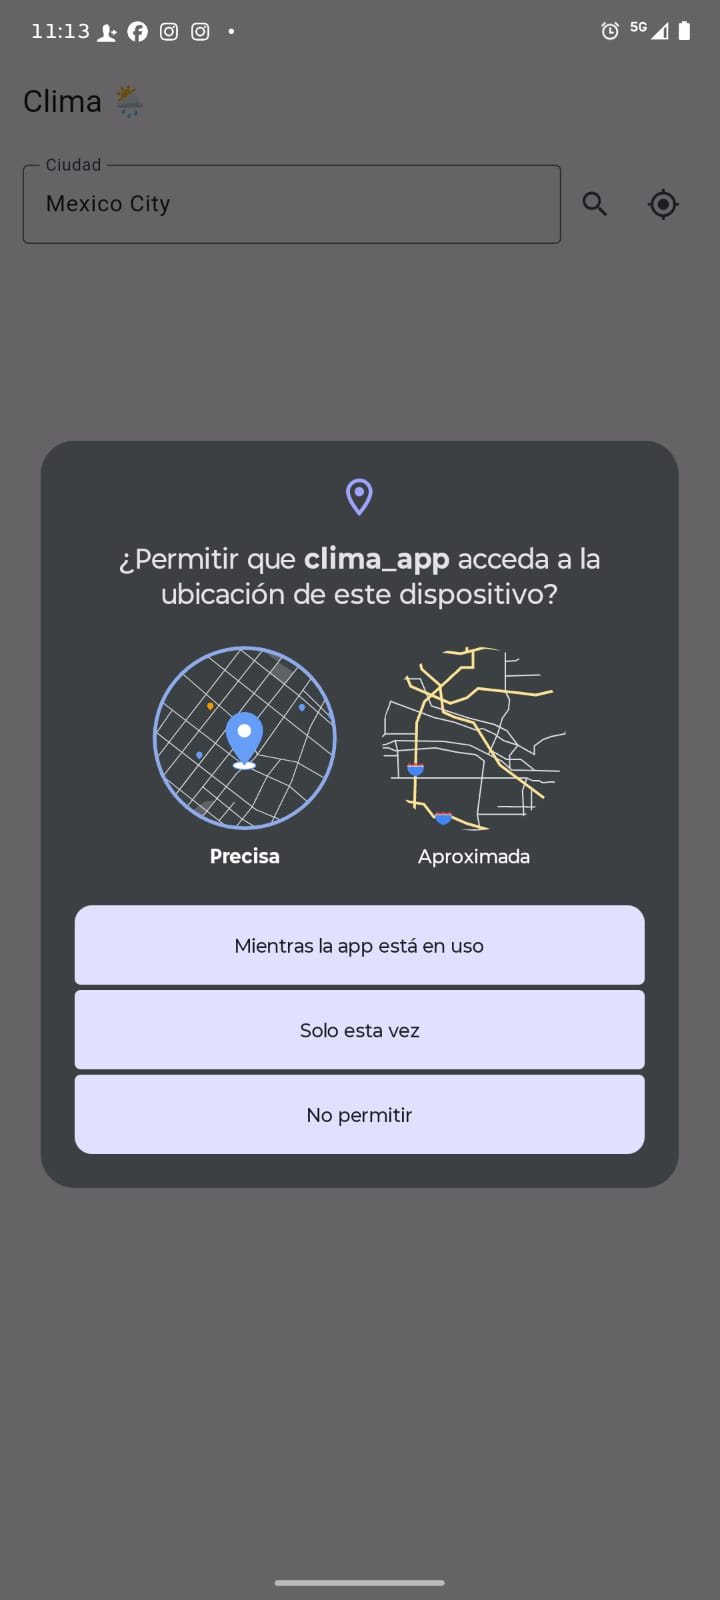 11:13
5G
Clima
Ciudad
Mexico City
¿Permitir que clima_app acceda a la
ubicación de este dispositivo?
Precisa
Aproximada
Mientras la app está en uso
Solo esta vez
No permitir